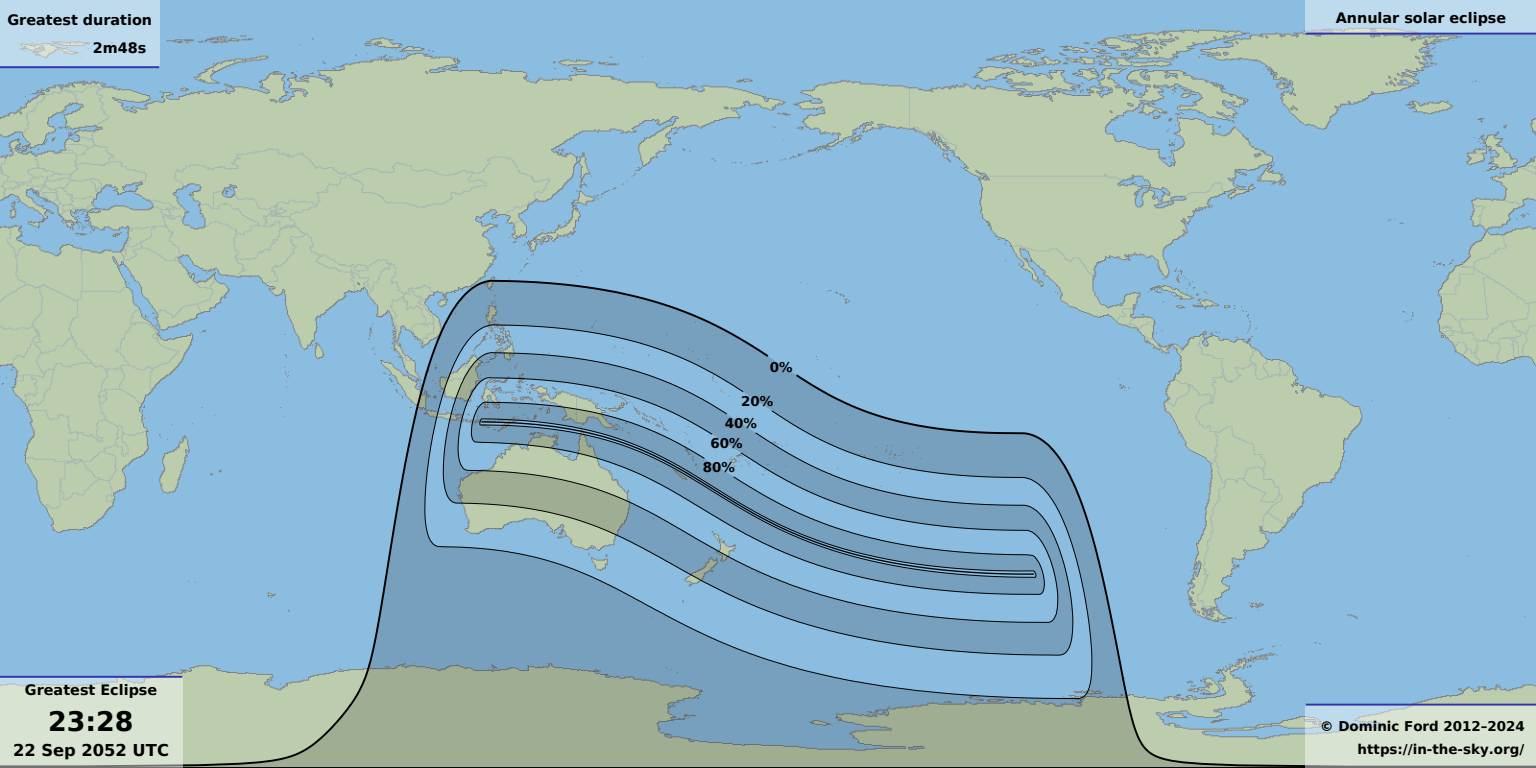 Greatest duration
2m48s
Annular solar eclipse
0%
20%
40%
60%
80%
Greatest Eclipse
23:28
22 Sep 2052 UTC
© Dominic Ford 2012–2024
https://in-the-sky.org/